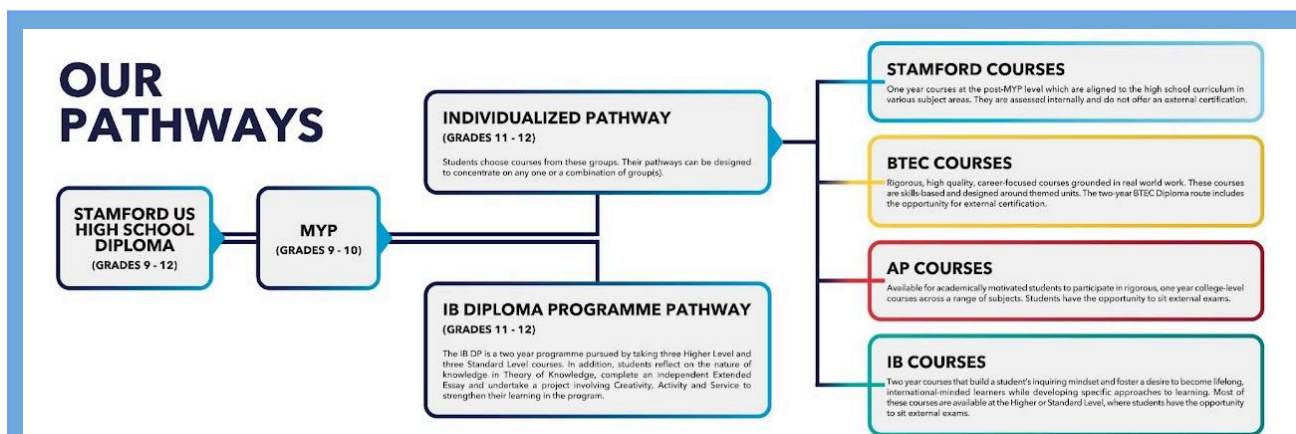 OUR
PATHWAYS
STAMFORD US
HIGH SCHOOL
DIPLOMA
(GRADES 9 - 12)
MYP
(GRADES 9 - 10)
INDIVIDUALIZED PATHWAY
(GRADES 11 - 12)
Students choose courses from these groups. Their pathways can be designed
to concentrate on any one or a combination of group(s).
IB DIPLOMA PROGRAMME PATHWAY
(GRADES 11 - 12)
The IB DP is a two year programme pursued by taking three Higher Level and
three Standard Level courses. In addition, students reflect on the nature of
knowledge in Theory of Knowledge, complete an independent Extended
Essay and undertake a project involving Creativity, Activity and Service to
strengthen their learning in the program.
STAMFORD COURSES
One year courses at the post-MYP level which are aligned to the high school curriculum in
various subject areas. They are assessed internally and do not offer an external certification.
BTEC COURSES
Rigorous, high quality, career-focused courses grounded in real world work. These courses
are skills-based and designed around themed units. The two-year BTEC Diploma route includes
the opportunity for external certification.
AP COURSES
Available for academically motivated students to participate in rigorous, one year college-level
courses across a range of subjects. Students have the opportunity to sit external exams.
IB COURSES
Two year courses that build a student's inquiring mindset and foster a desire to become lifelong,
international-minded learners while developing specific approaches to learning. Most of
these courses are available at the Higher or Standard Level, where students have the opportunity
to sit external exams.